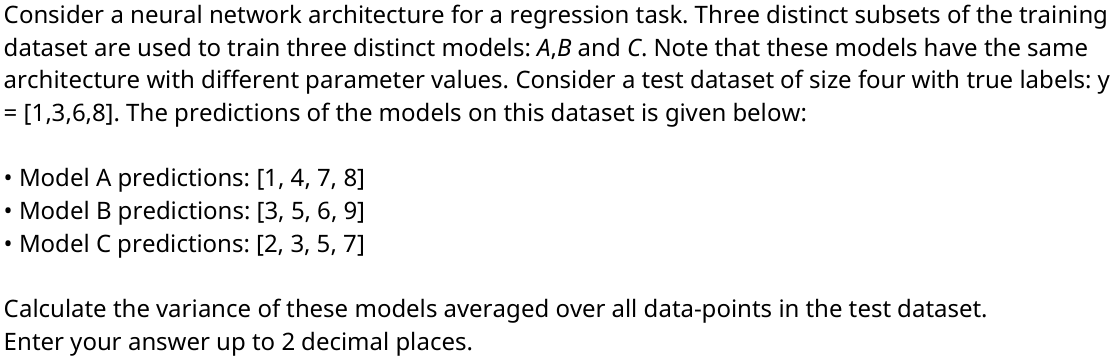 Consider a neural network architecture for a regression task. Three distinct subsets of the training
dataset are used to train three distinct models: A,B and C. Note that these models have the same
architecture with different parameter values. Consider a test dataset of size four with true labels: y
= [1,3,6,8]. The predictions of the models on this dataset is given below:
• Model A predictions: [1, 4, 7, 8]
• Model B predictions: [3, 5, 6, 9]
• Model C predictions: [2, 3, 5, 7]
Calculate the variance of these models averaged over all data-points in the test dataset.
Enter your answer up to 2 decimal places.